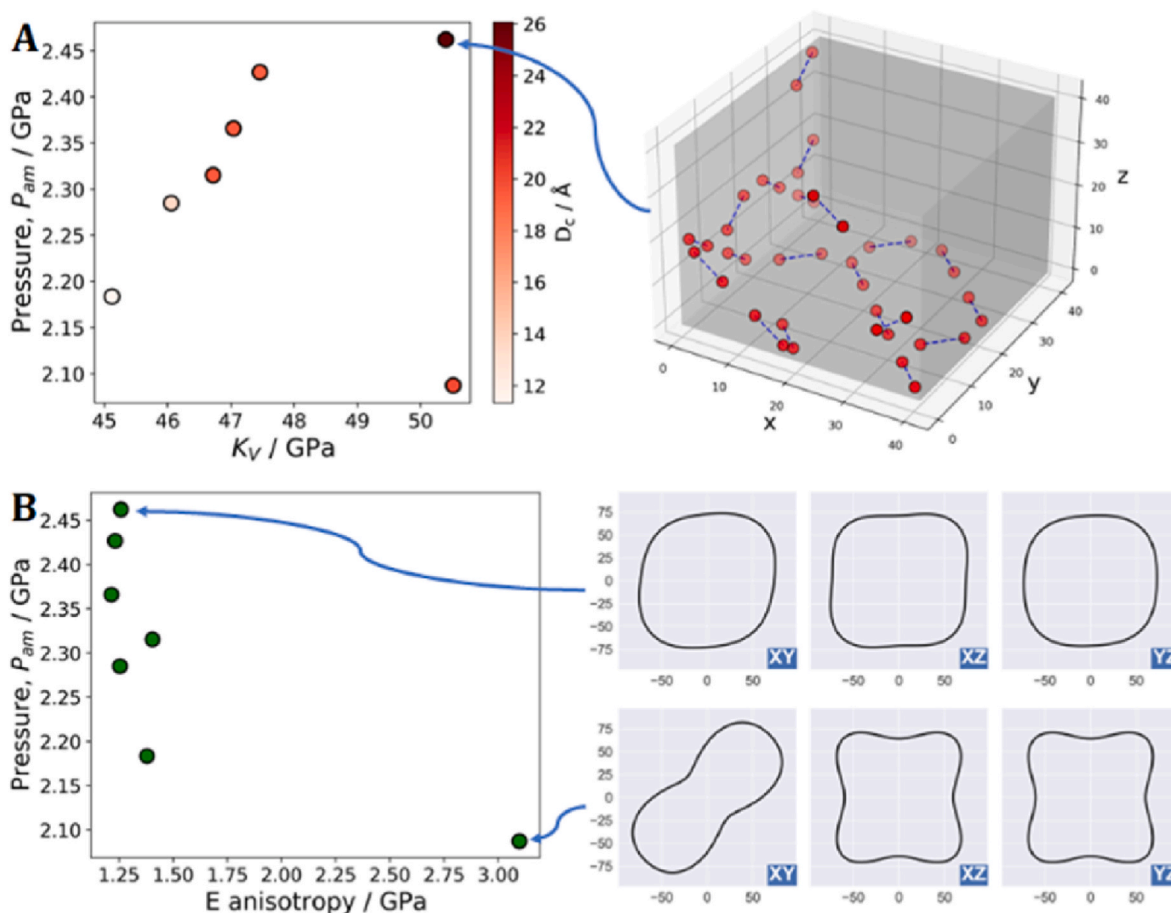 A
Pressure, P_am / GPa
2.45
2.40
2.35
2.30
2.25
2.20
2.15
2.10
45 46 47 48 49 50
K_V / GPa
26
24
22
20
18
16
14
12
D_c / Å
40
30
20
10
0
z
0 10 20 30 40
x
0 10 20 30 40
y
B
Pressure, P_am / GPa
2.45
2.40
2.35
2.30
2.25
2.20
2.15
2.10
1.25 1.50 1.75 2.00 2.25 2.50 2.75 3.00
E anisotropy / GPa
75
50
25
0
−25
−50
−75
XY XZ YZ
−50 0 50 −50 0 50 −50 0 50
75
50
25
0
−25
−50
−75
XY XZ YZ
−50 0 50 −50 0 50 −50 0 50